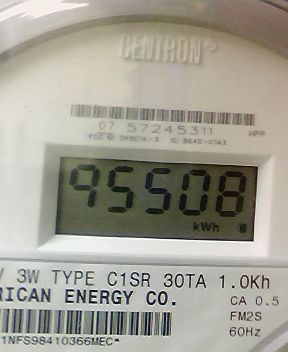 CENTRON®
07 57245311
HPP
95508
kWh
V 3W TYPE C1SR 30TA 1.0Kh
RICAN ENERGY CO.
CA 0.5
FM2S
60Hz
1NFS98410366MEC*